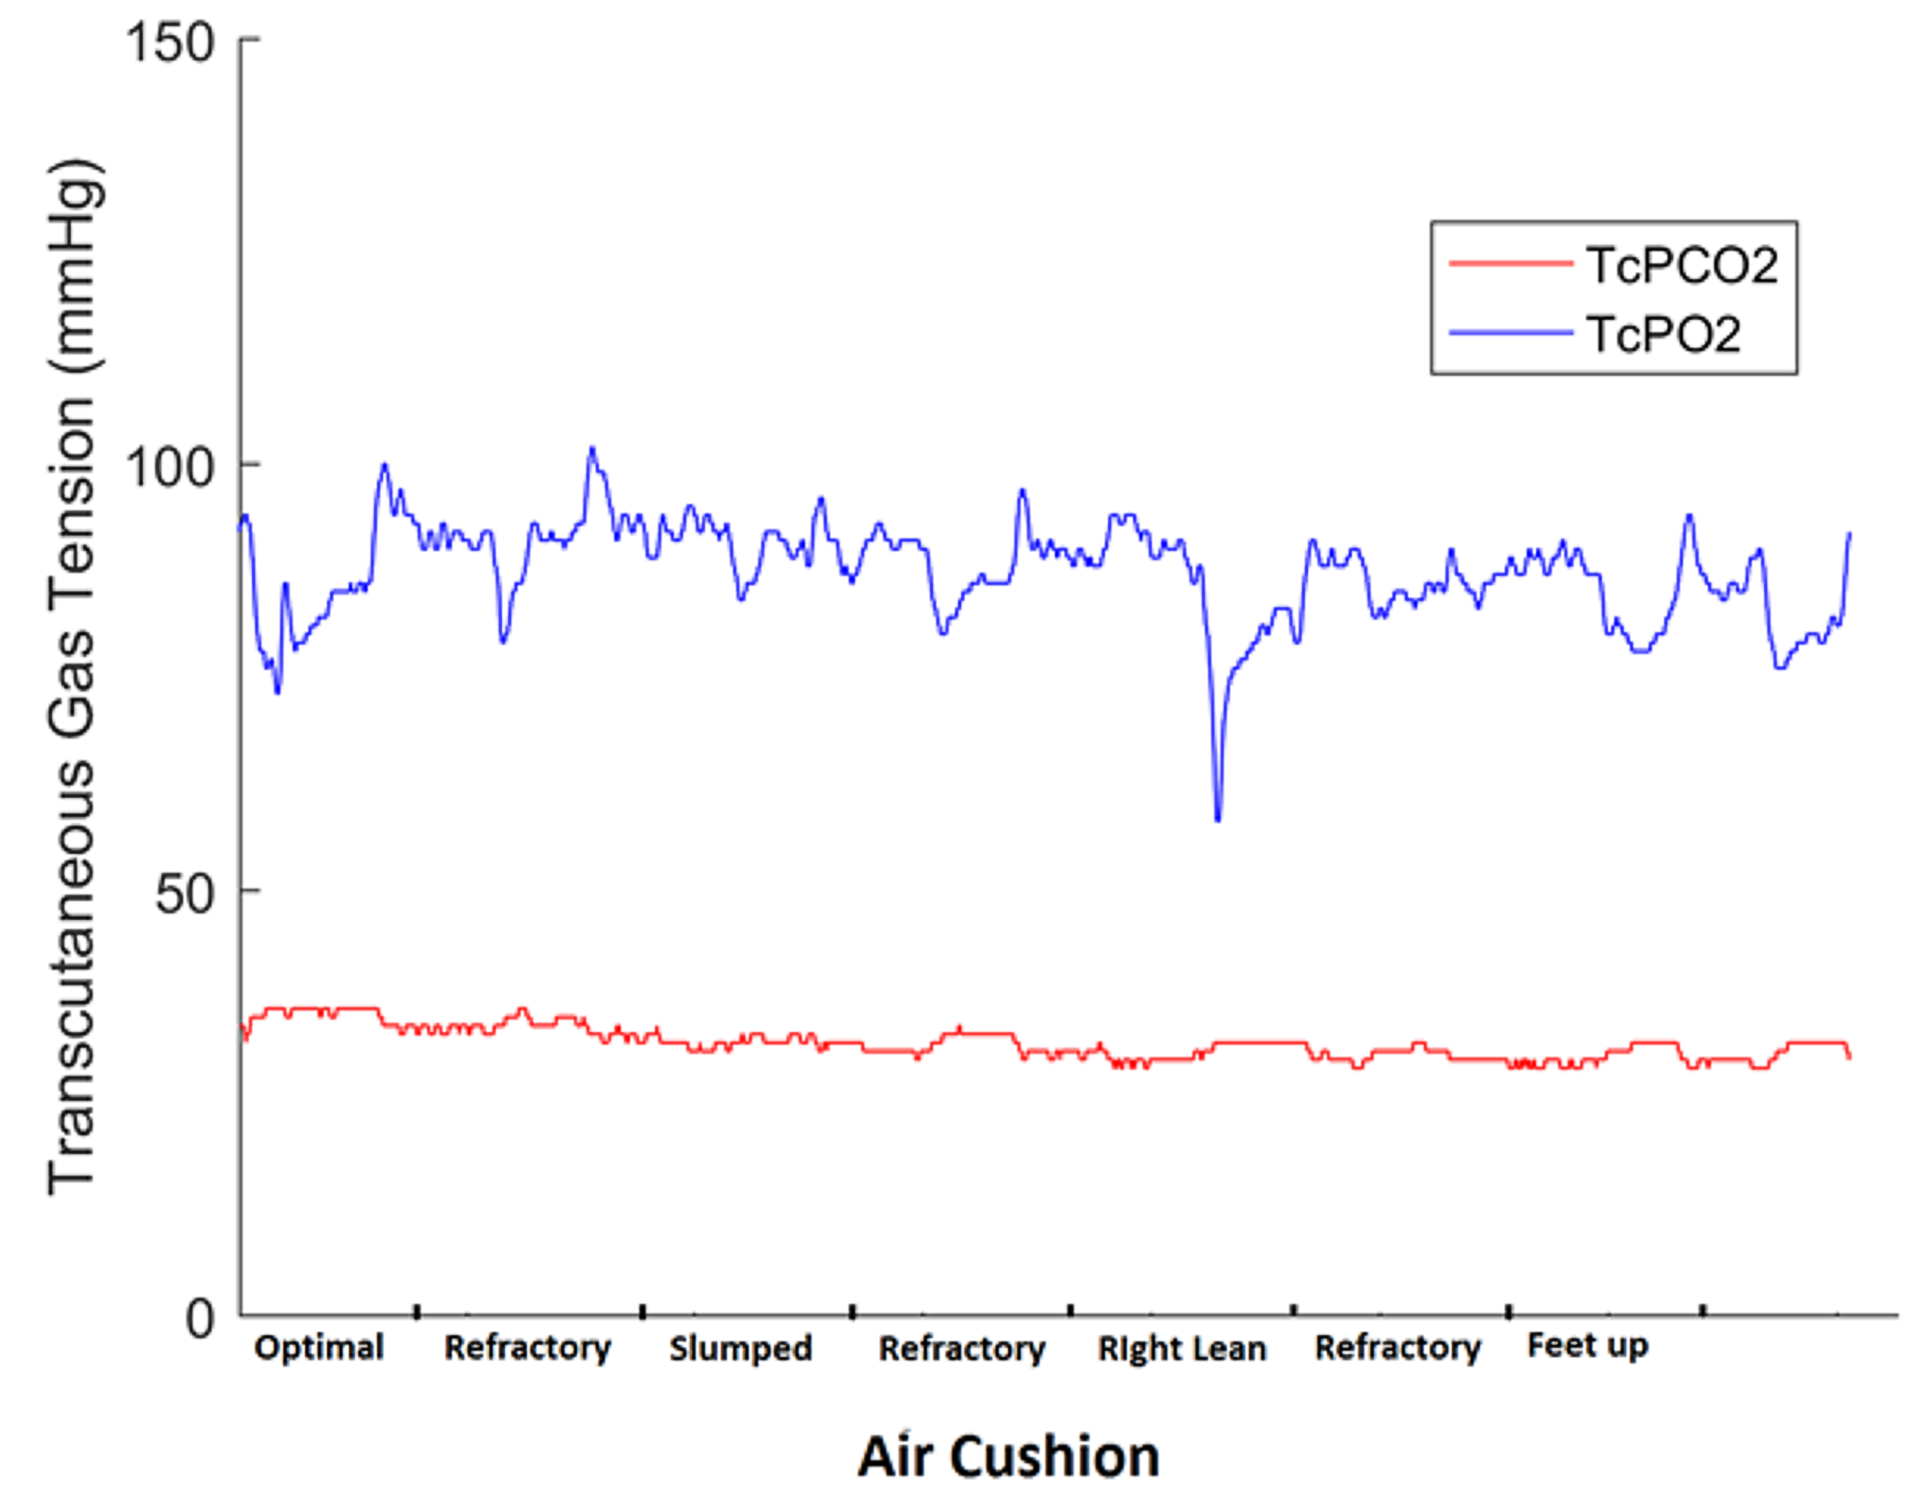 Transcutaneous Gas Tension (mmHg)
150
100
50
0
TcPCO2
TcPO2
Optimal Refractory Slumped Refractory RIght Lean Refractory Feet up
Air Cushion